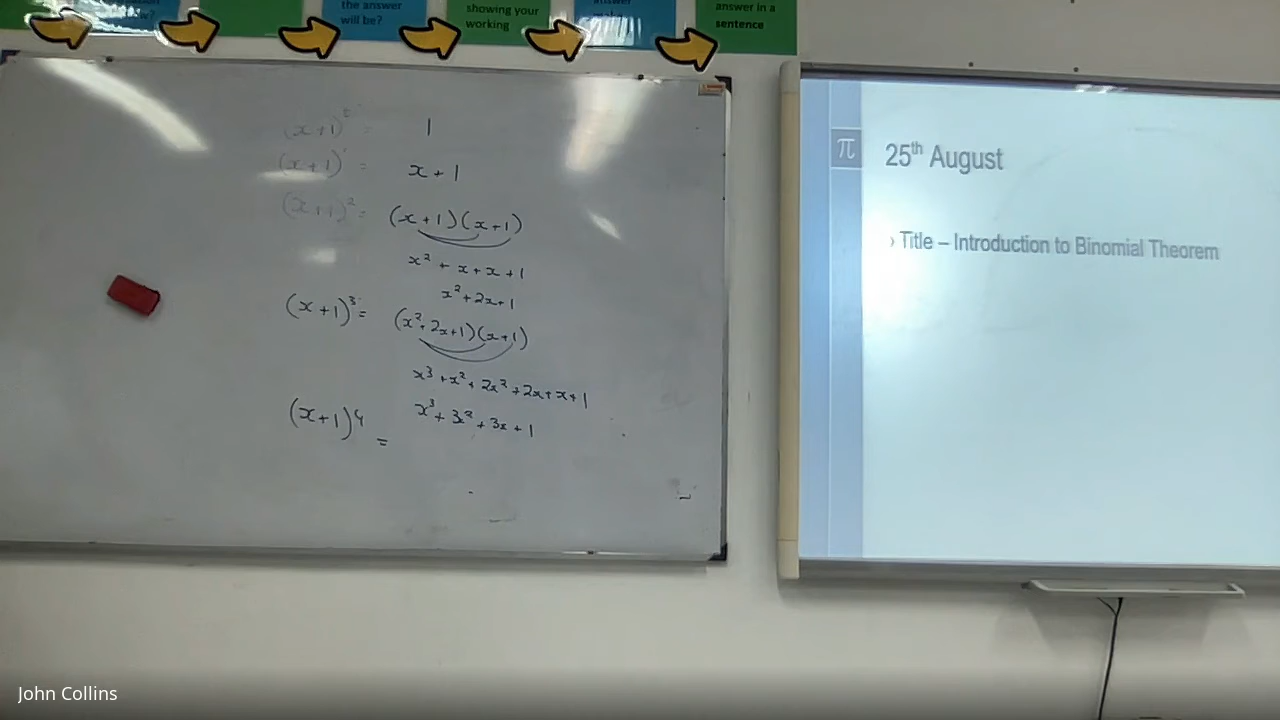 the answer
will be?
showing your
working
answer in a
sentence
(x+1)⁰ = 1
(x+1)¹ = x+1
(x+1)² = (x+1)(x+1)
x² + x + x + 1
x² + 2x + 1
(x+1)³ = (x² + 2x + 1)(x+1)
x³ + x² + 2x² + 2x + x + 1
x³ + 3x² + 3x + 1
(x+1)⁴ =
π
25th August
› Title – Introduction to Binomial Theorem
John Collins